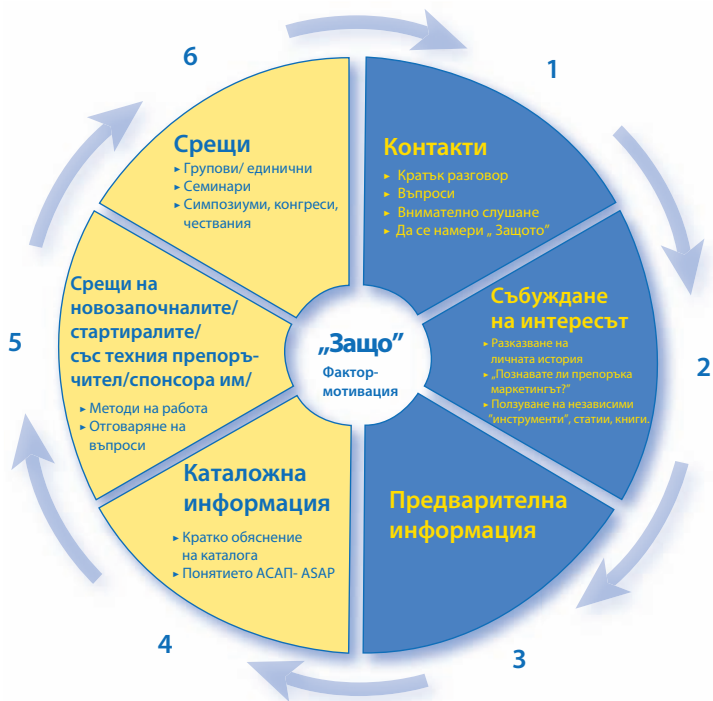 6
1
Срещи
▸ Групови/ единични
▸ Семинари
▸ Симпозиуми, конгреси,
чествания
Контакти
▸ Кратък разговор
▸ Въпроси
▸ Внимателно слушане
▸ Да се намери „ Защото"
Събуждане
на интересът
▸ Разказване на
личната история
▸ „Познавате ли препоръка
маркетингът?"
▸ Ползуване на независими
"инструменти", статии, книги.
2
Срещи на
новозапочналите/
стартиралите/
със техния препоръ-
чител/спонсора им/
▸ Методи на работа
▸ Отговаряне на
въпроси
5
„Защо"
Фактор-
мотивация
Каталожна
информация
▸ Кратко обяснение
на каталога
▸ Понятието АСАП- ASAP
4
Предварителна
информация
3